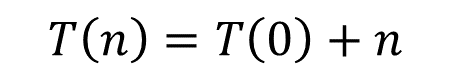 T(n) = T(0) + n